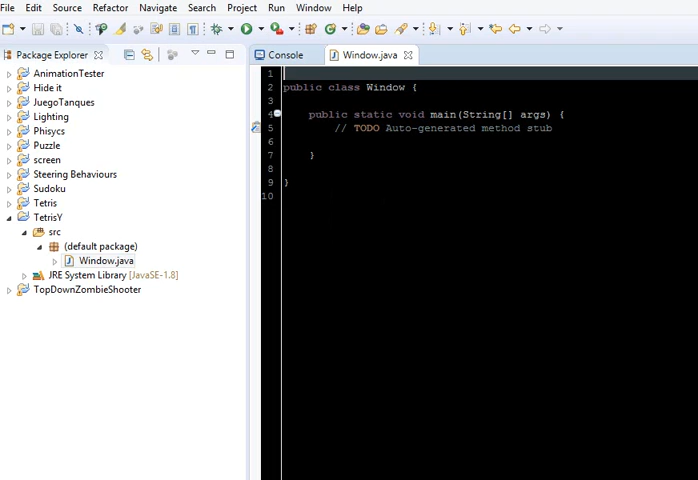 File Edit Source Refactor Navigate Search Project Run Window Help
Package Explorer
Console
Window.java
AnimationTester
Hide it
JuegoTanques
Lighting
Phisycs
Puzzle
screen
Steering Behaviours
Sudoku
Tetris
TetrisY
src
(default package)
Window.java
JRE System Library [JavaSE-1.8]
TopDownZombieShooter
1
2 public class Window {
3
4 public static void main(String[] args) {
5 // TODO Auto-generated method stub
6
7 }
8
9 }
10